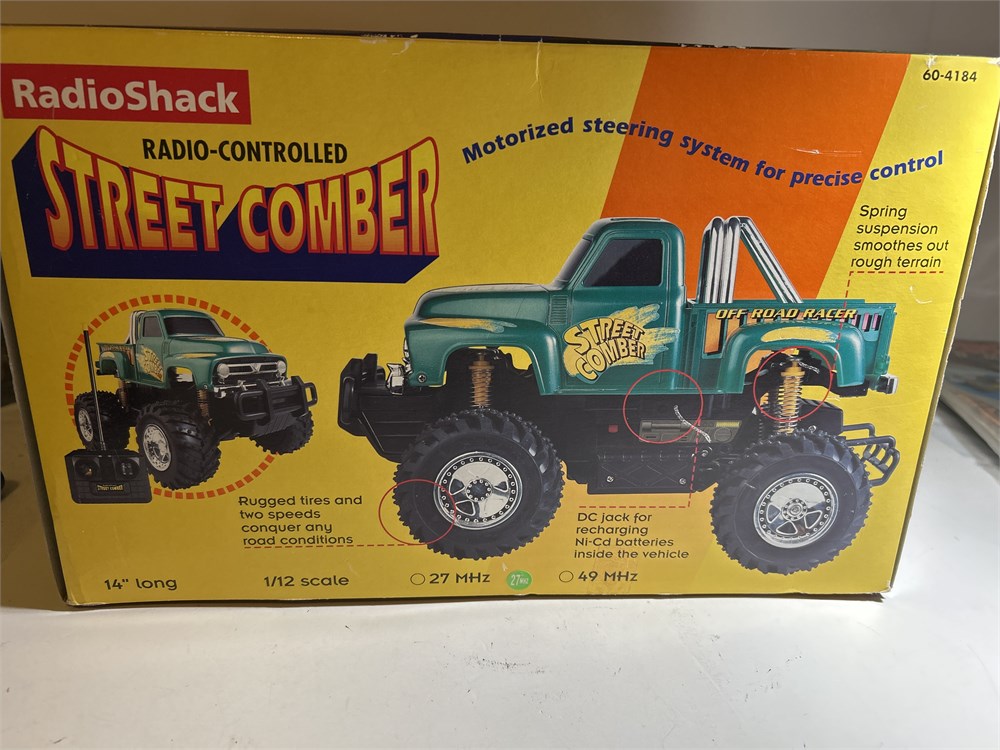 RadioShack
60-4184
RADIO-CONTROLLED
STREET COMBER
Motorized steering system for precise control
Spring
suspension
smoothes out
rough terrain
OFF ROAD RACER
STREET
COMBER
STREET COMBER
Rugged tires and
two speeds
conquer any
road conditions
DC jack for
recharging
Ni-Cd batteries
inside the vehicle
14" long
1/12 scale
27 MHz
27MHz
49 MHz